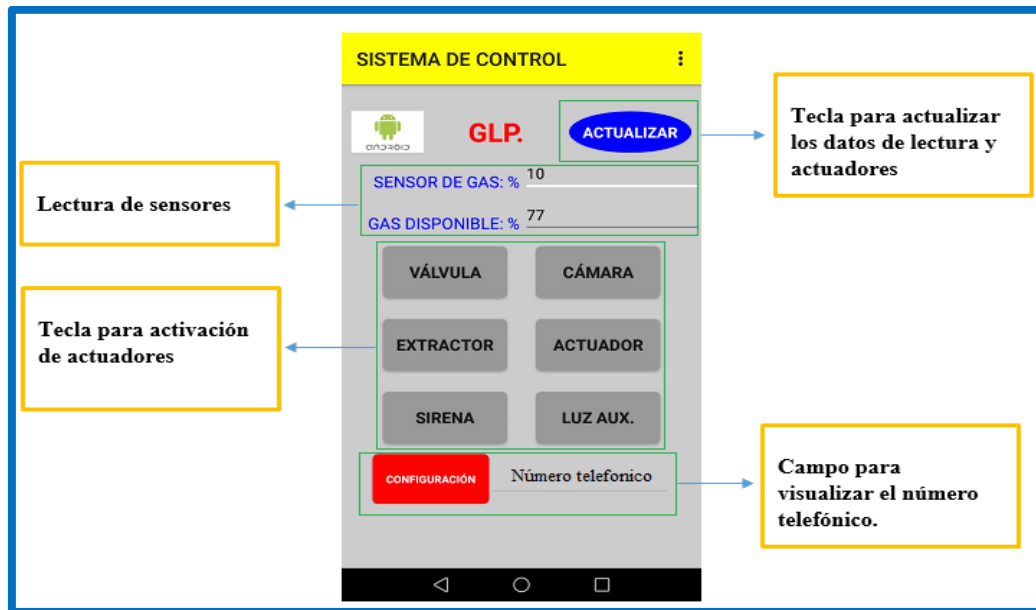 SISTEMA DE CONTROL
android
GLP.
ACTUALIZAR
SENSOR DE GAS: % 10
GAS DISPONIBLE: % 77
VÁLVULA
CÁMARA
EXTRACTOR
ACTUADOR
SIRENA
LUZ AUX.
CONFIGURACIÓN
Número telefonico
Lectura de sensores
Tecla para activación
de actuadores
Tecla para actualizar
los datos de lectura y
actuadores
Campo para
visualizar el número
telefónico.